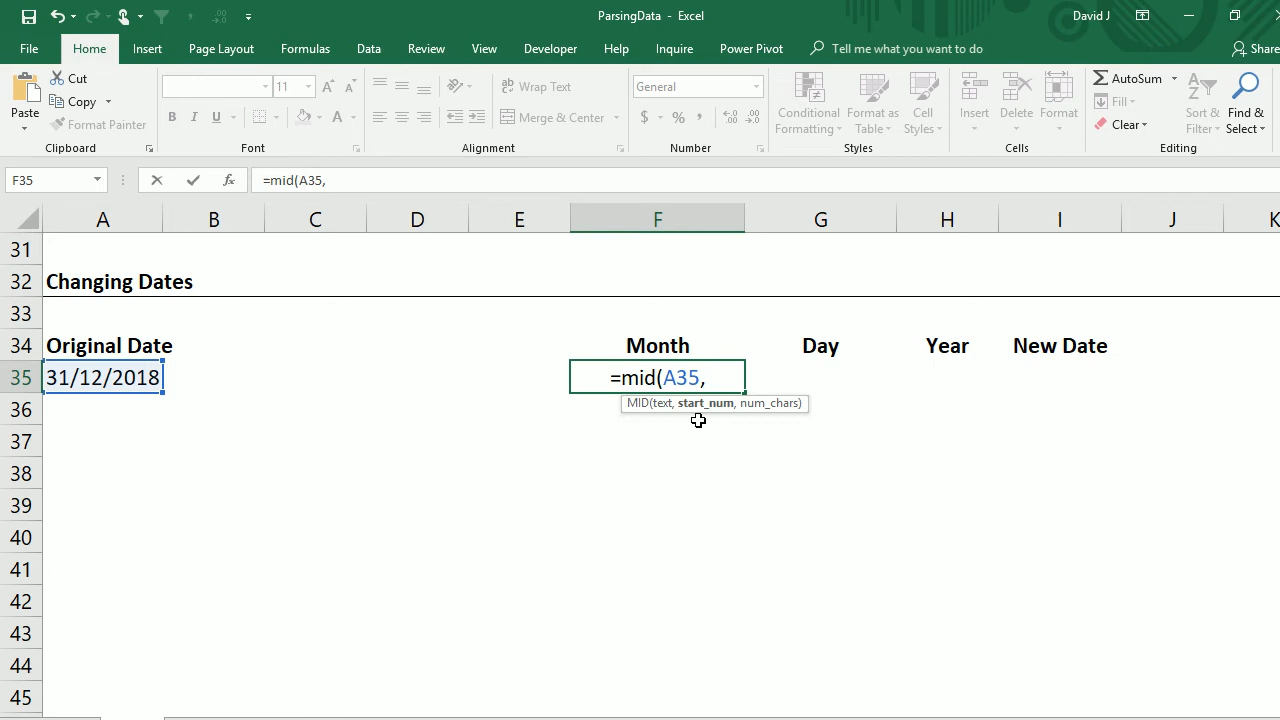 ParsingData - Excel
David J
File Home Insert Page Layout Formulas Data Review View Developer Help Inquire Power Pivot Tell me what you want to do Share
Paste
Cut
Copy
Format Painter
Clipboard
11
B I U A
Font
Wrap Text
Merge & Center
Alignment
General
$ % ,
Number
Conditional Formatting
Format as Table
Cell Styles
Styles
Insert
Delete
Format
Cells
AutoSum
Fill
Clear
Sort & Filter
Find & Select
Editing
F35 fx =mid(A35,
A B C D E F G H I J K
31
32 Changing Dates
33
34 Original Date Month Day Year New Date
35 31/12/2018 =mid(A35,
MID(text, start_num, num_chars)
36
37
38
39
40
41
42
43
44
45